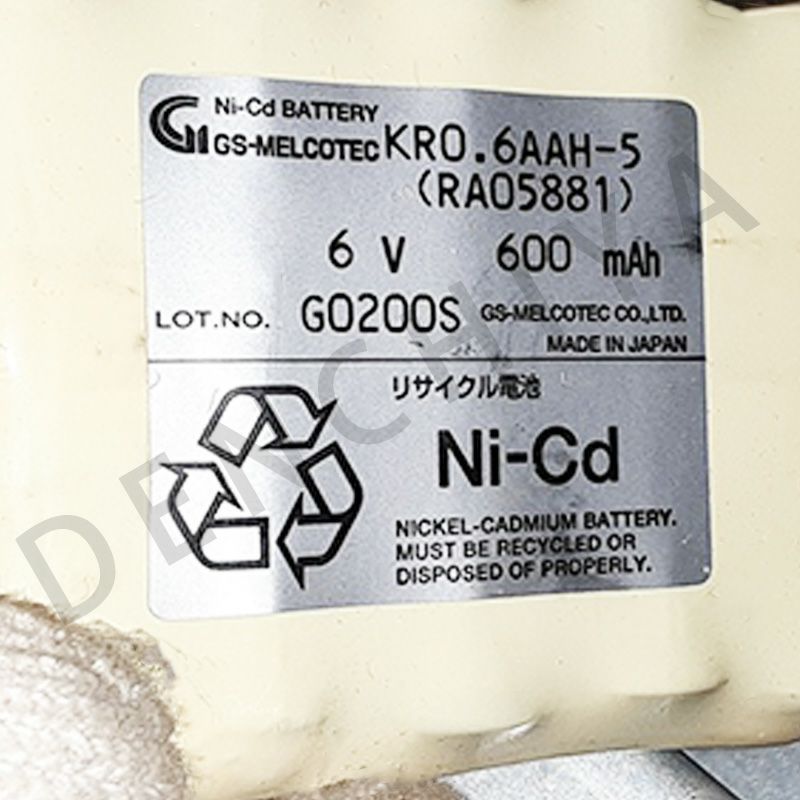 Ni-Cd BATTERY
GS-MELCOTEC KR0.6AAH-5
(RA05881)
6 V 600 mAh
LOT.NO. G0200S GS-MELCOTEC CO.,LTD.
MADE IN JAPAN
リサイクル電池
Ni-Cd
NICKEL-CADMIUM BATTERY.
MUST BE RECYCLED OR
DISPOSED OF PROPERLY.
DENCHIYA